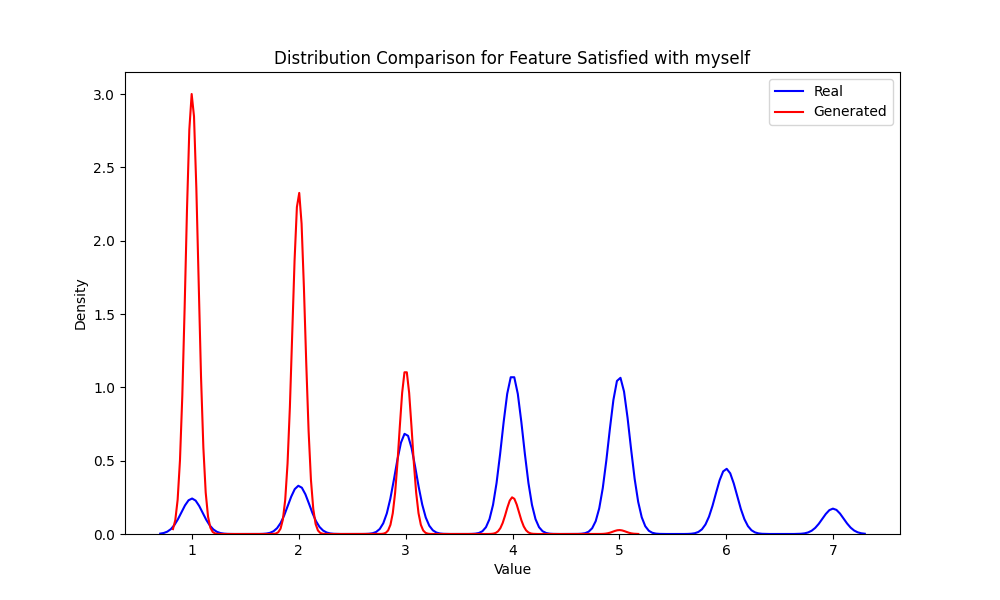 Distribution Comparison for Feature Satisfied with myself
Real
Generated
Density
3.0
2.5
2.0
1.5
1.0
0.5
0.0
1 2 3 4 5 6 7
Value